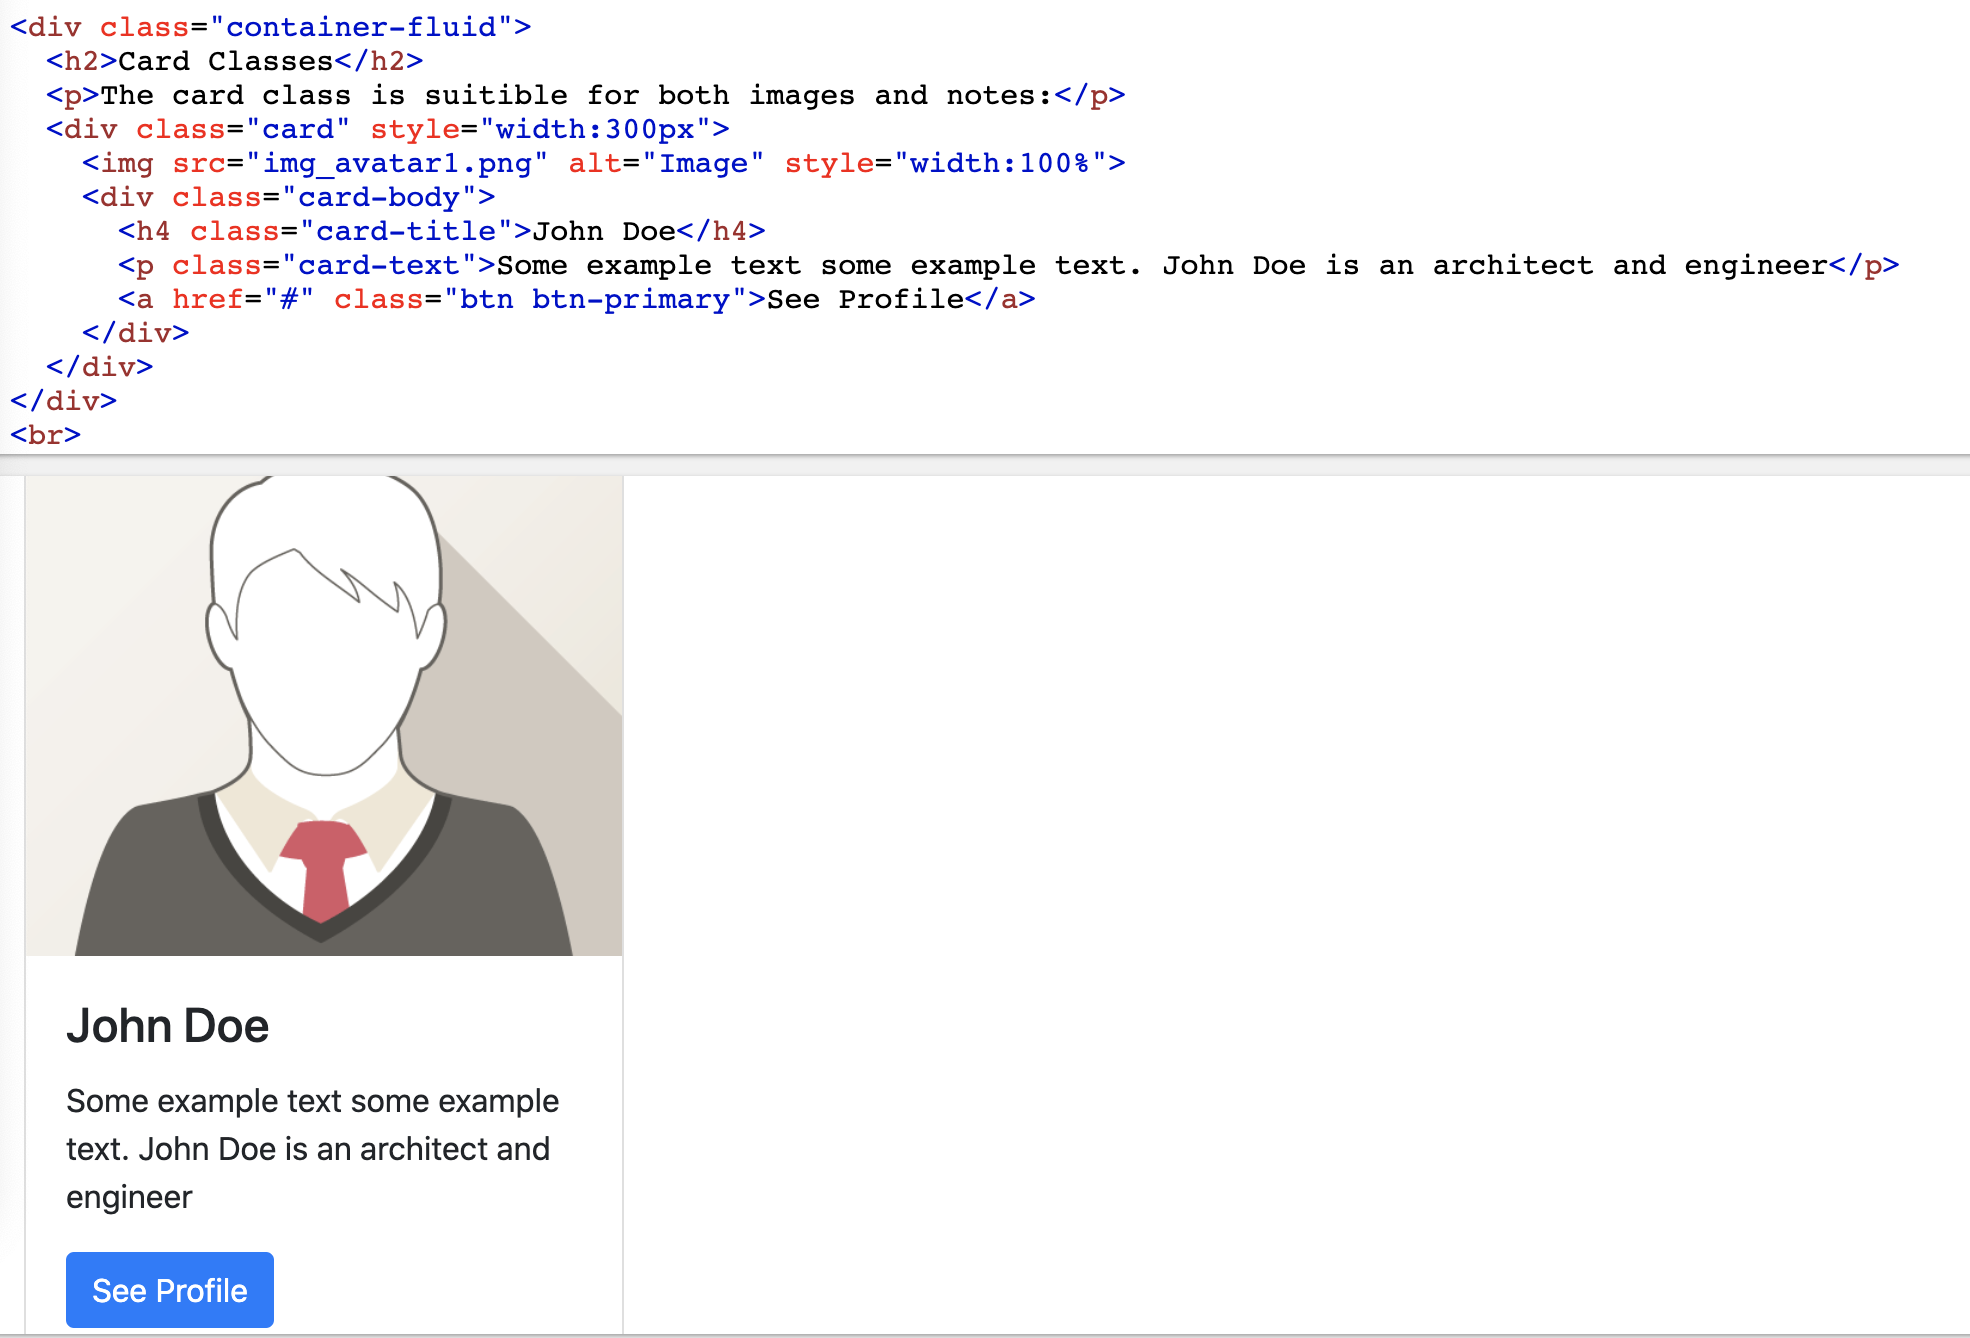 <div class="container-fluid">
<h2>Card Classes</h2>
<p>The card class is suitible for both images and notes:</p>
<div class="card" style="width:300px">
<img src="img_avatar1.png" alt="Image" style="width:100%">
<div class="card-body">
<h4 class="card-title">John Doe</h4>
<p class="card-text">Some example text some example text. John Doe is an architect and engineer</p>
<a href="#" class="btn btn-primary">See Profile</a>
</div>
</div>
</div>
<br>
John Doe
Some example text some example
text. John Doe is an architect and
engineer
See Profile